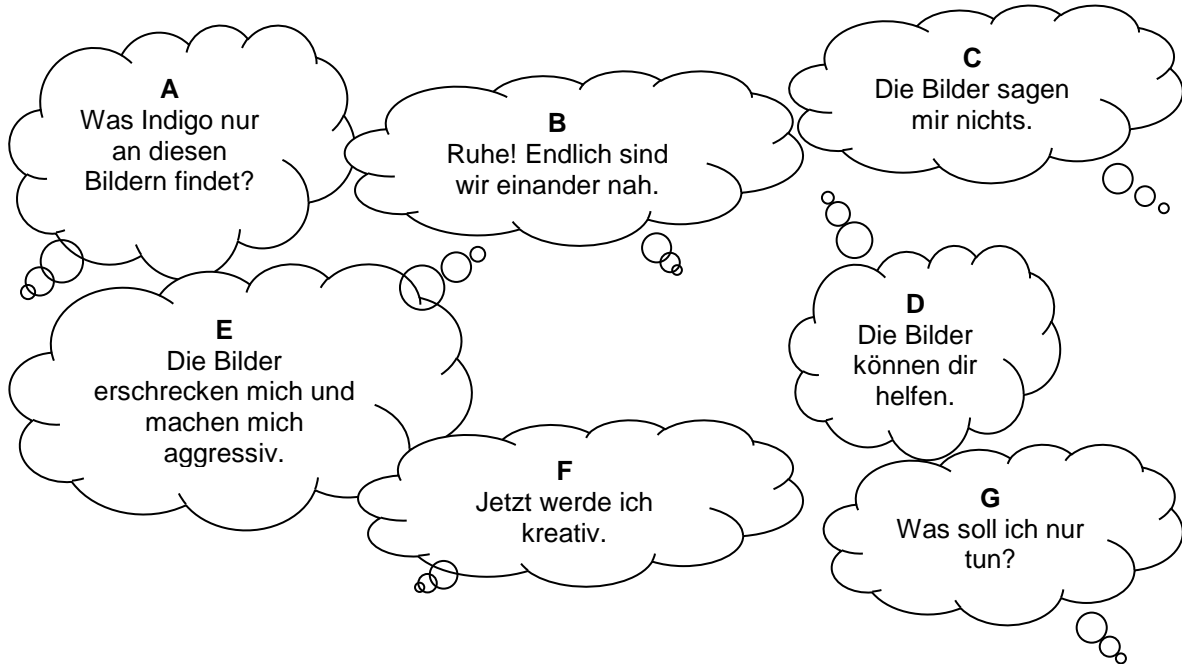 A
Was Indigo nur
an diesen
Bildern findet?
B
Ruhe! Endlich sind
wir einander nah.
C
Die Bilder sagen
mir nichts.
D
Die Bilder
können dir
helfen.
E
Die Bilder
erschrecken mich und
machen mich
aggressiv.
F
Jetzt werde ich
kreativ.
G
Was soll ich nur
tun?